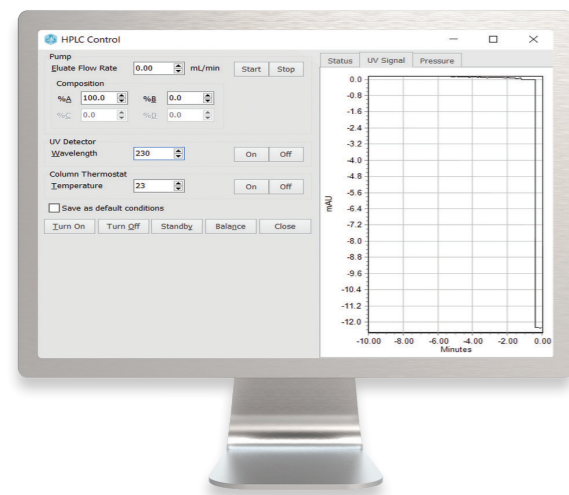 HPLC Control
Pump
Eluate Flow Rate 0.00 mL/min Start Stop
Composition
%A 100.0 %B 0.0
%C 0.0 %D 0.0
UV Detector
Wavelength 230 On Off
Column Thermostat
Temperature 23 On Off
Save as default conditions
Turn On Turn Off Standby Balance Close
Status UV Signal Pressure
0.0
-0.8
-1.6
-2.4
-3.2
-4.0
-4.8
-5.6
-6.4
-7.2
-8.0
-8.8
-9.6
-10.4
-11.2
-12.0
mAU
-10.00 -8.00 -6.00 -4.00 -2.00 0.00
Minutes